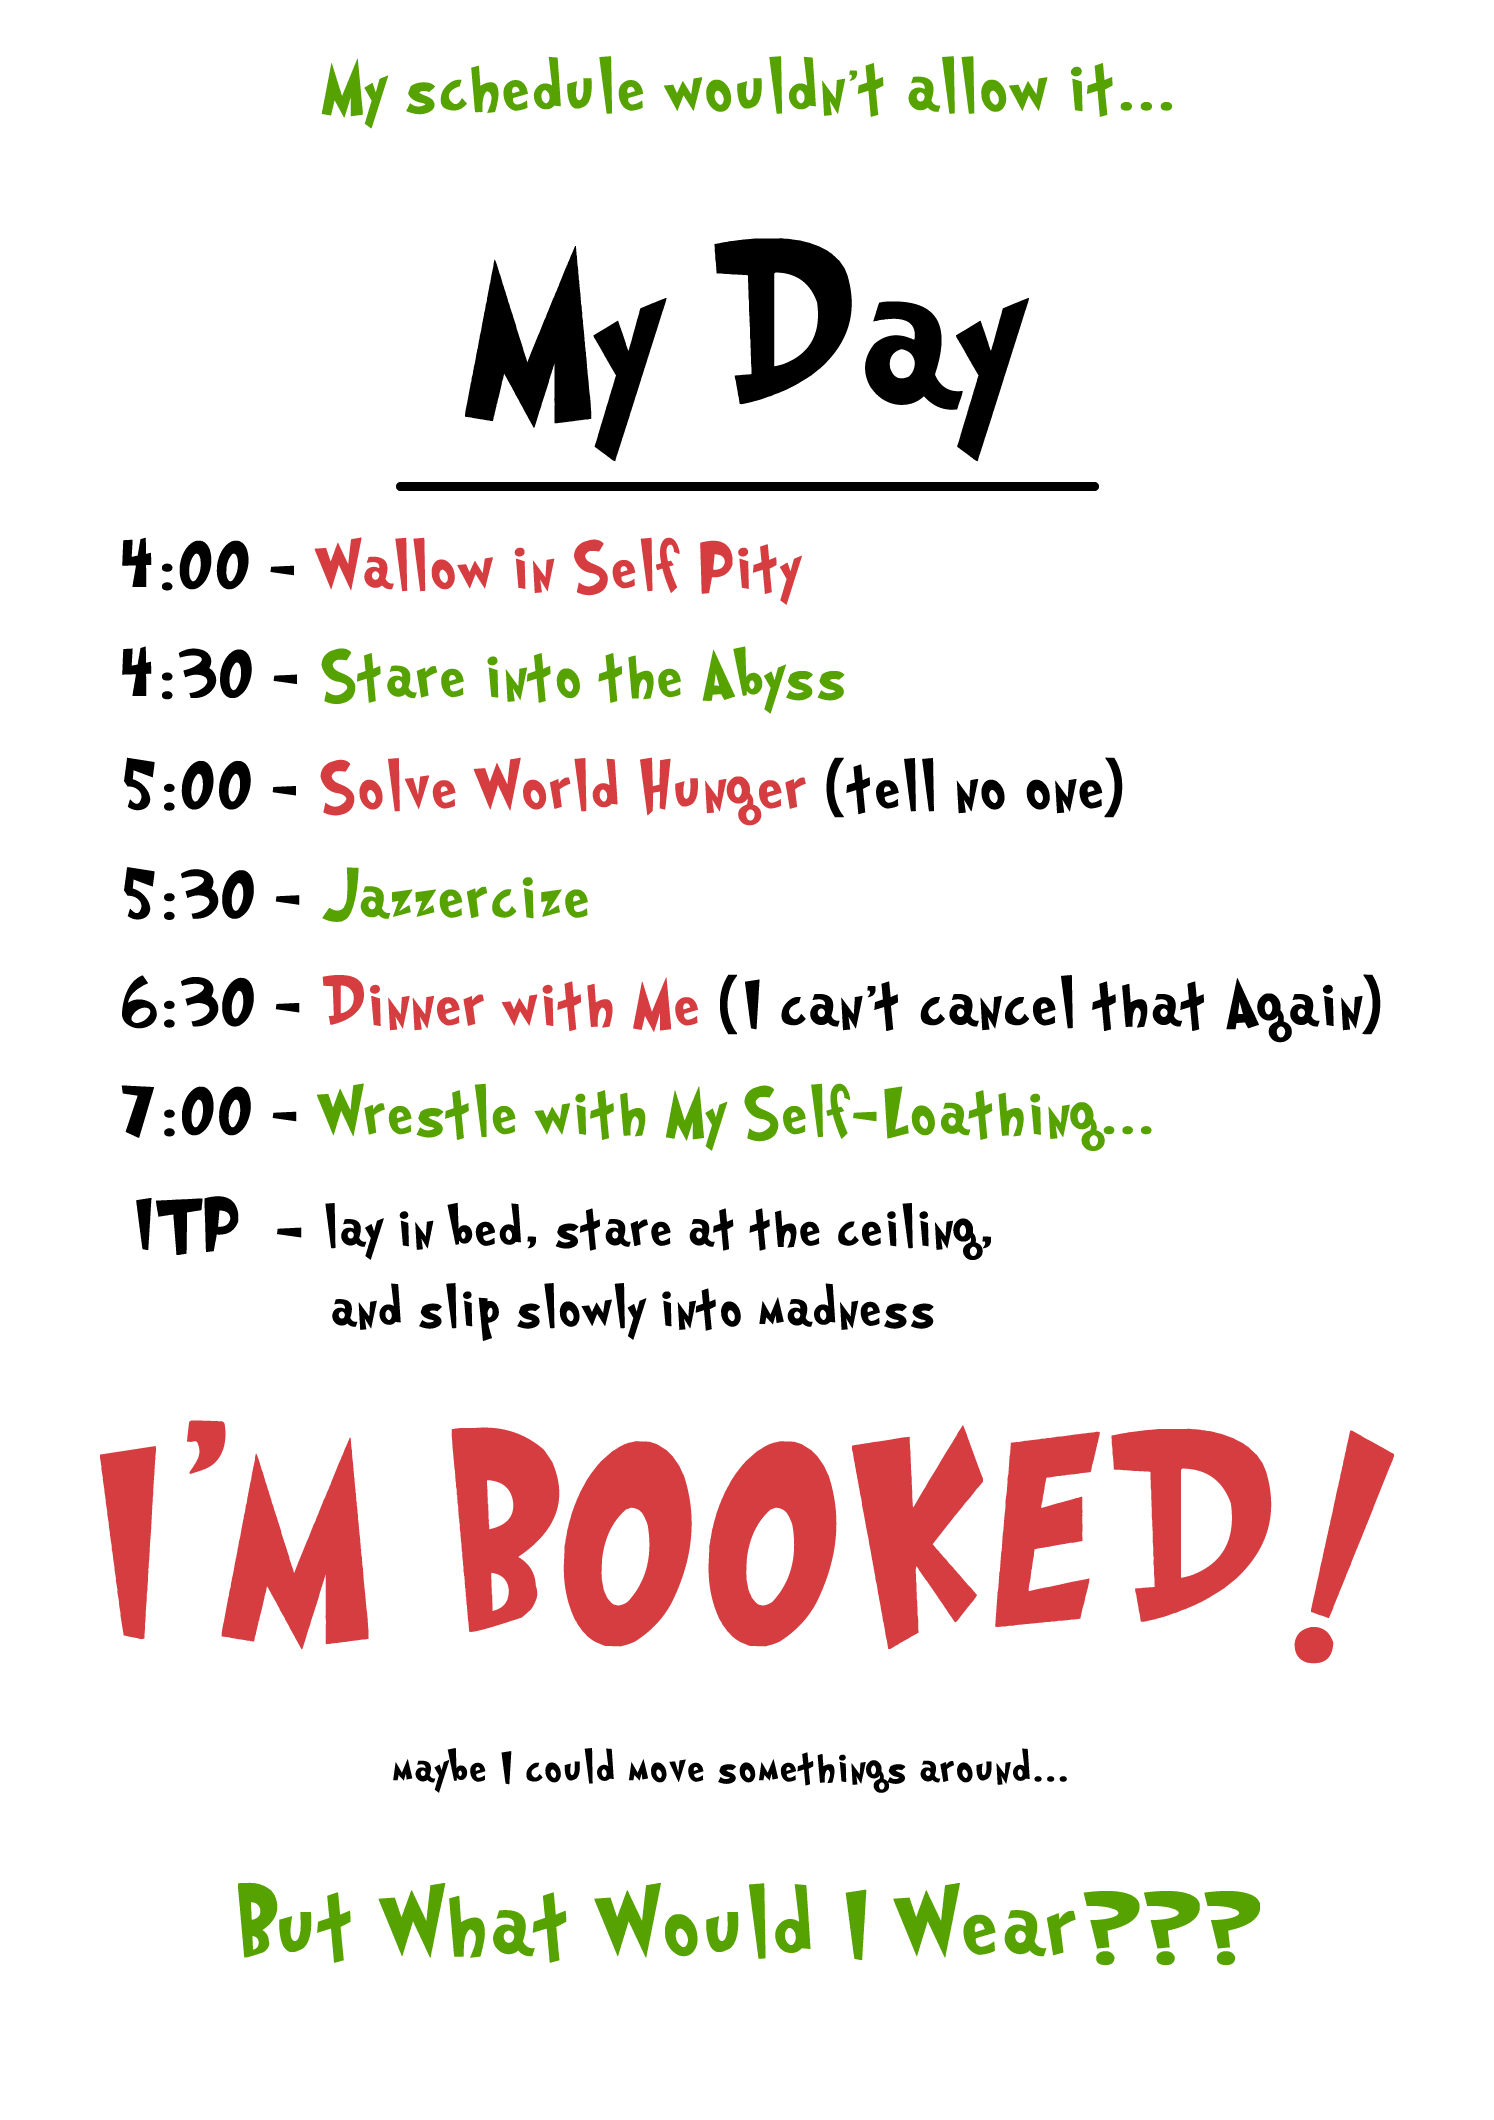 My schedule wouldn't allow it...
My Day
4:00 - Wallow in Self Pity
4:30 - Stare into the Abyss
5:00 - Solve World Hunger (tell no one)
5:30 - Jazzercize
6:30 - Dinner with Me (I can't cancel that Again)
7:00 - Wrestle with My Self-Loathing...
ITP - lay in bed, stare at the ceiling,
and slip slowly into madness
I'M BOOKED!
maybe I could move somethings around...
But What Would I Wear???